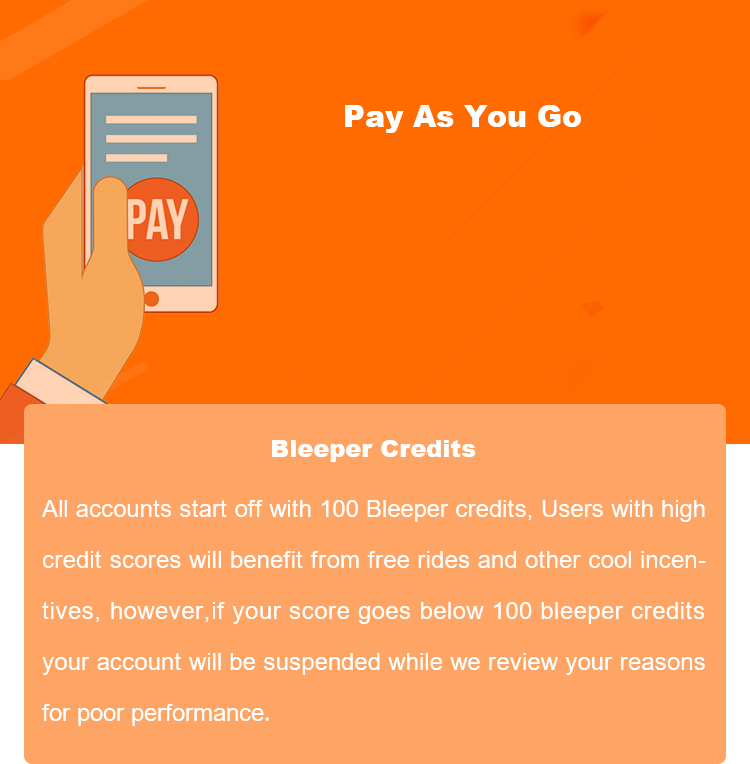 Pay As You Go
PAY
Bleeper Credits
All accounts start off with 100 Bleeper credits, Users with high
credit scores will benefit from free rides and other cool incen-
tives, however,if your score goes below 100 bleeper credits
your account will be suspended while we review your reasons
for poor performance.